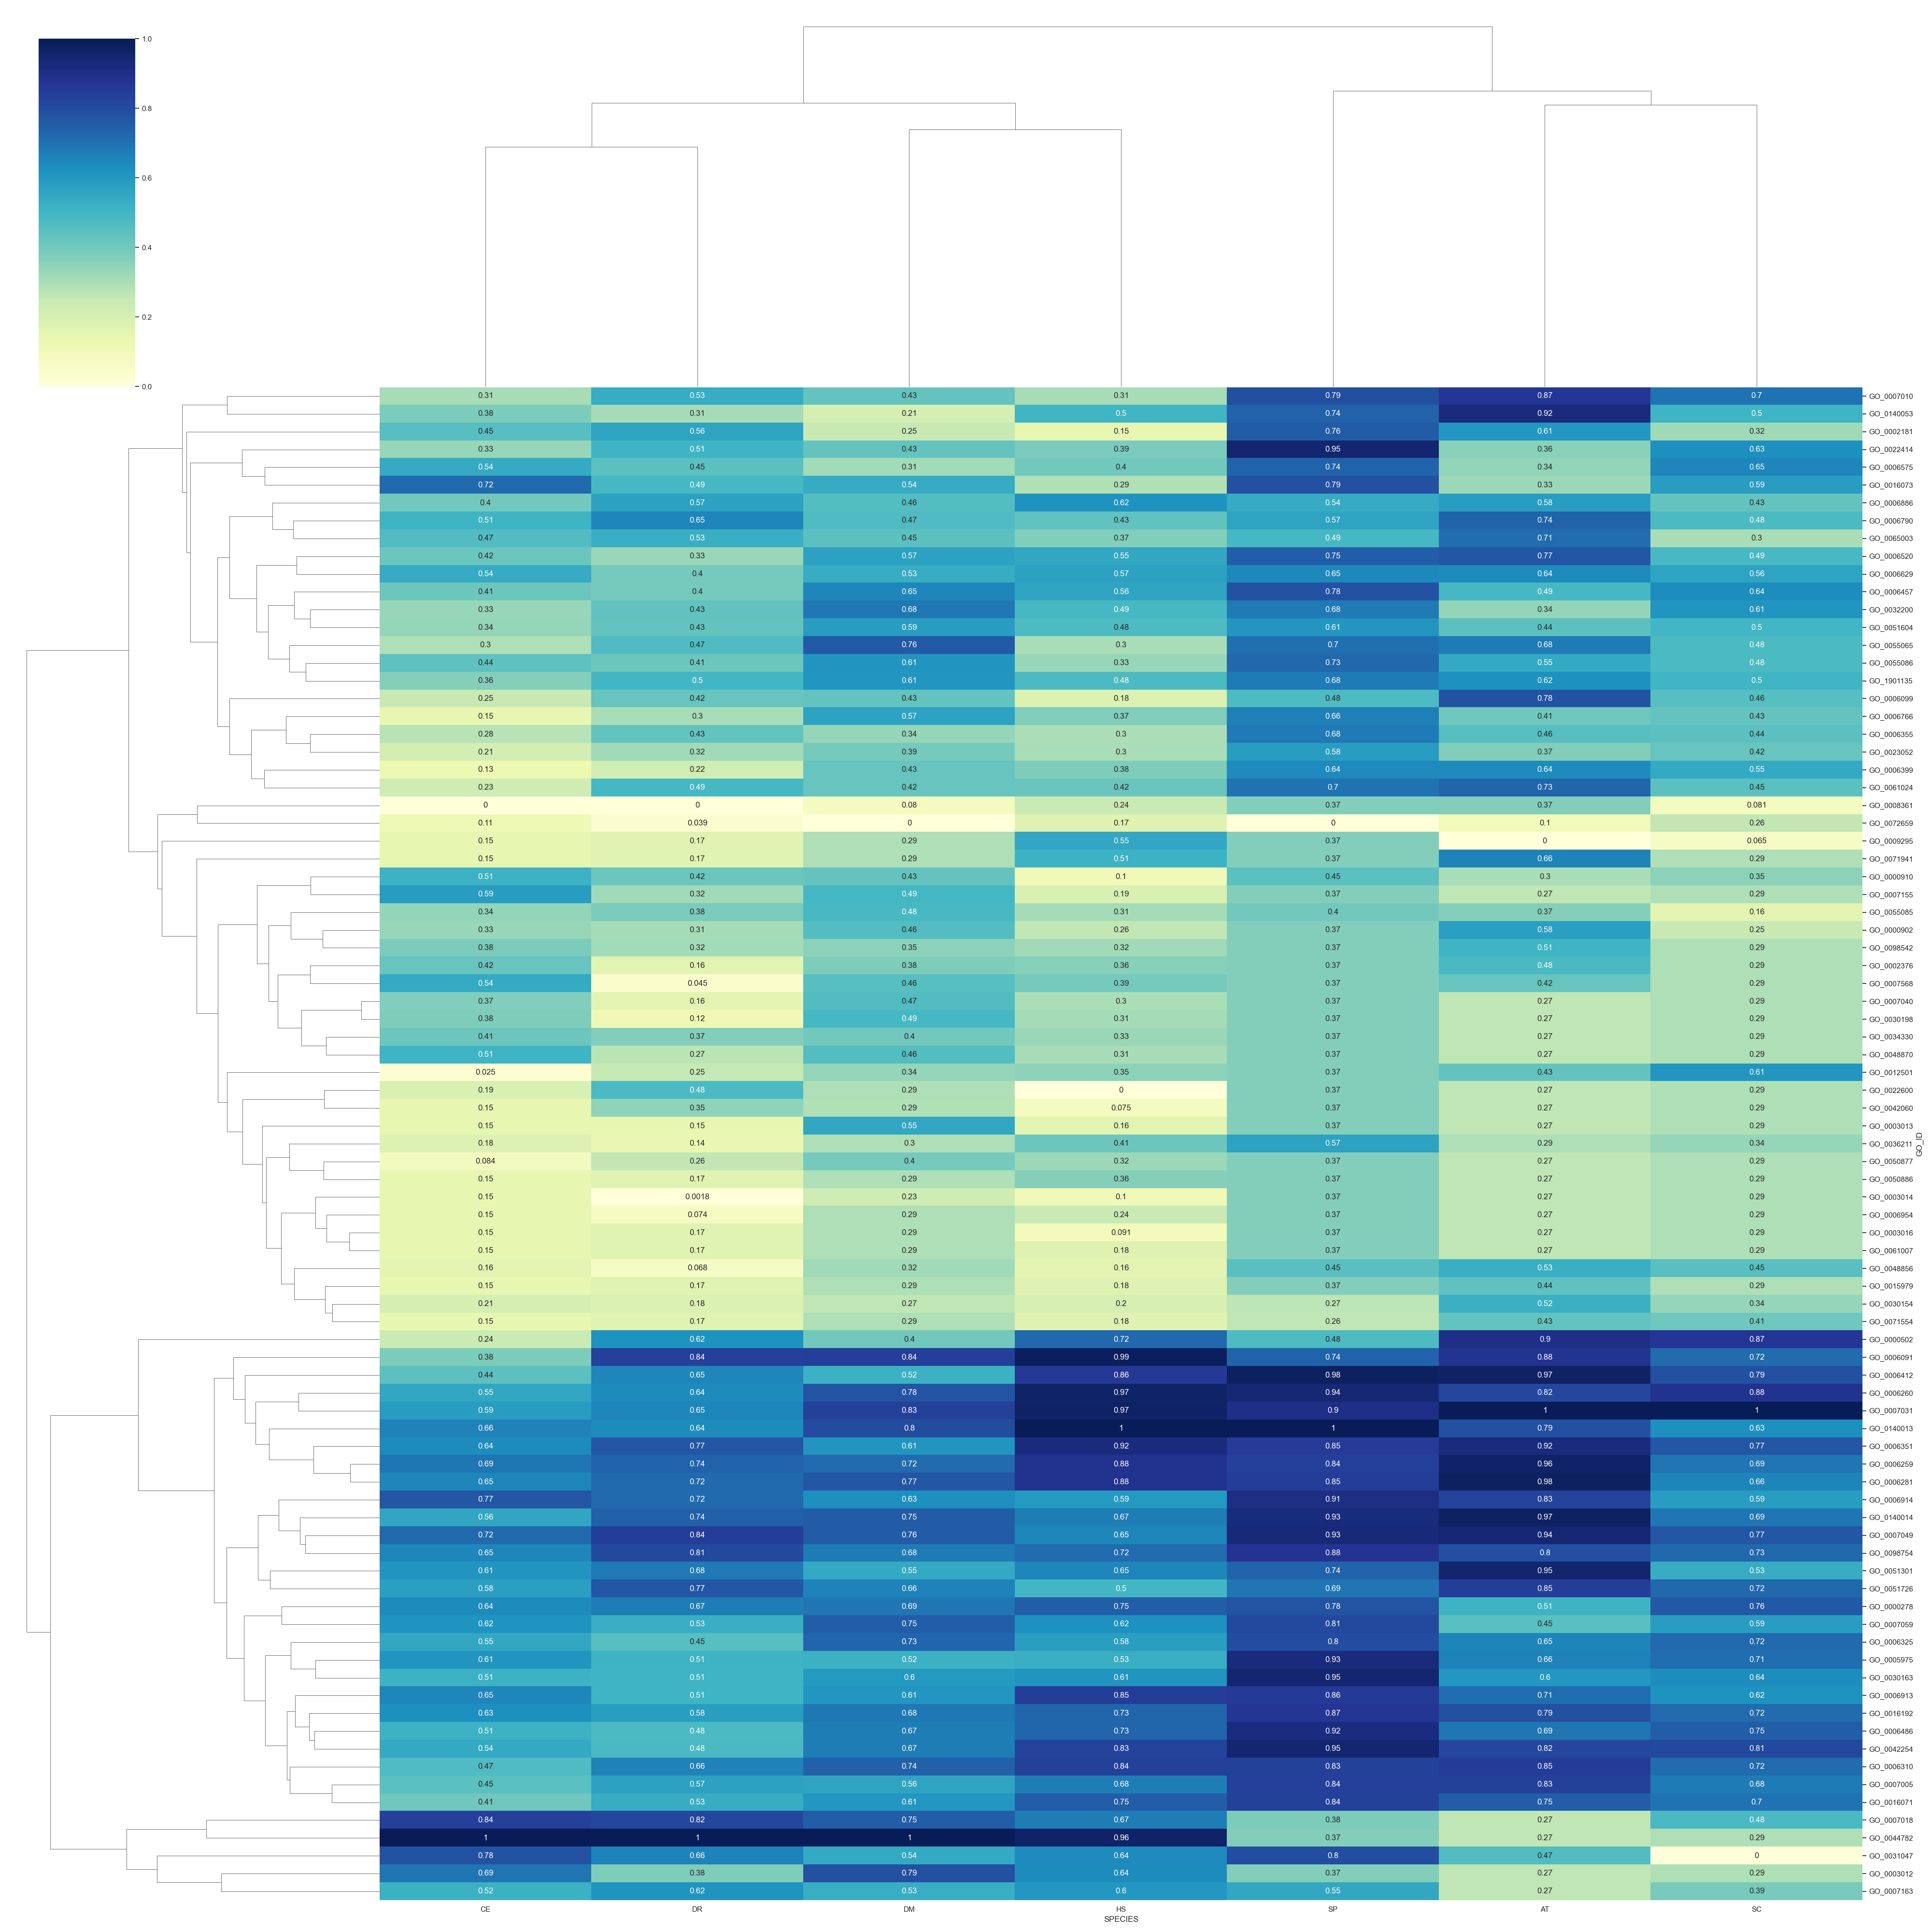 1.0
0.8
0.6
0.4
0.2
0.0
0.31 0.53 0.43 0.31 0.79 0.87 0.7 GO_0007010
0.38 0.31 0.21 0.5 0.74 0.92 0.5 GO_0140053
0.45 0.56 0.25 0.15 0.76 0.61 0.32 GO_0002181
0.33 0.51 0.43 0.39 0.95 0.36 0.63 GO_0022414
0.54 0.45 0.31 0.4 0.74 0.34 0.65 GO_0006575
0.72 0.49 0.54 0.29 0.79 0.33 0.59 GO_0016073
0.4 0.57 0.46 0.62 0.54 0.58 0.43 GO_0006886
0.51 0.65 0.47 0.43 0.57 0.74 0.48 GO_0006790
0.47 0.53 0.45 0.37 0.49 0.71 0.3 GO_0065003
0.42 0.33 0.57 0.55 0.75 0.77 0.49 GO_0006520
0.54 0.4 0.53 0.57 0.65 0.64 0.56 GO_0006629
0.41 0.4 0.65 0.56 0.78 0.49 0.64 GO_0006457
0.33 0.43 0.68 0.49 0.68 0.34 0.61 GO_0032200
0.34 0.43 0.59 0.48 0.61 0.44 0.5 GO_0051604
0.3 0.47 0.76 0.3 0.7 0.68 0.48 GO_0055065
0.44 0.41 0.61 0.33 0.73 0.55 0.48 GO_0055086
0.36 0.5 0.61 0.48 0.68 0.62 0.5 GO_1901135
0.25 0.42 0.43 0.18 0.48 0.78 0.46 GO_0006099
0.15 0.3 0.57 0.37 0.66 0.41 0.43 GO_0006766
0.28 0.43 0.34 0.3 0.68 0.46 0.44 GO_0006355
0.21 0.32 0.39 0.3 0.58 0.37 0.42 GO_0023052
0.13 0.22 0.43 0.38 0.64 0.64 0.55 GO_0006399
0.23 0.49 0.42 0.42 0.7 0.73 0.45 GO_0061024
0 0 0.08 0.24 0.37 0.37 0.081 GO_0008361
0.11 0.039 0 0.17 0 0.1 0.26 GO_0072659
0.15 0.17 0.29 0.55 0.37 0 0.065 GO_0009295
0.15 0.17 0.29 0.51 0.37 0.66 0.29 GO_0071941
0.51 0.42 0.43 0.1 0.45 0.3 0.35 GO_0000910
0.59 0.32 0.49 0.19 0.37 0.27 0.29 GO_0007155
0.34 0.38 0.48 0.31 0.4 0.37 0.16 GO_0055085
0.33 0.31 0.46 0.26 0.37 0.58 0.25 GO_0000902
0.38 0.32 0.35 0.32 0.37 0.51 0.29 GO_0098542
0.42 0.16 0.38 0.36 0.37 0.48 0.29 GO_0002376
0.54 0.045 0.46 0.39 0.37 0.42 0.29 GO_0007568
0.37 0.16 0.47 0.3 0.37 0.27 0.29 GO_0007040
0.38 0.12 0.49 0.31 0.37 0.27 0.29 GO_0030198
0.41 0.37 0.4 0.33 0.37 0.27 0.29 GO_0034330
0.51 0.27 0.46 0.31 0.37 0.27 0.29 GO_0048870
0.025 0.25 0.34 0.35 0.37 0.43 0.61 GO_0012501
0.19 0.48 0.29 0 0.37 0.27 0.29 GO_0022600
0.15 0.35 0.29 0.075 0.37 0.27 0.29 GO_0042060
0.15 0.15 0.55 0.16 0.37 0.27 0.29 GO_0003013
0.18 0.14 0.3 0.41 0.57 0.29 0.34 GO_0036211
0.084 0.26 0.4 0.32 0.37 0.27 0.29 GO_0050877
0.15 0.17 0.29 0.36 0.37 0.27 0.29 GO_0050886
0.15 0.0018 0.23 0.1 0.37 0.27 0.29 GO_0003014
0.15 0.074 0.29 0.24 0.37 0.27 0.29 GO_0006954
0.15 0.17 0.29 0.091 0.37 0.27 0.29 GO_0003016
0.15 0.17 0.29 0.18 0.37 0.27 0.29 GO_0061007
0.16 0.068 0.32 0.16 0.45 0.53 0.45 GO_0048856
0.15 0.17 0.29 0.18 0.37 0.44 0.29 GO_0015979
0.21 0.18 0.27 0.2 0.27 0.52 0.34 GO_0030154
0.15 0.17 0.29 0.18 0.26 0.43 0.41 GO_0071554
0.24 0.62 0.4 0.72 0.48 0.9 0.87 GO_0000502
0.38 0.84 0.84 0.99 0.74 0.88 0.72 GO_0006091
0.44 0.65 0.52 0.86 0.98 0.97 0.79 GO_0006412
0.55 0.64 0.78 0.97 0.94 0.82 0.88 GO_0006260
0.59 0.65 0.83 0.97 0.9 1 1 GO_0007031
0.66 0.64 0.8 1 1 0.79 0.63 GO_0140013
0.64 0.77 0.61 0.92 0.85 0.92 0.77 GO_0006351
0.69 0.74 0.72 0.88 0.84 0.96 0.69 GO_0006259
0.65 0.72 0.77 0.88 0.85 0.98 0.66 GO_0006281
0.77 0.72 0.63 0.59 0.91 0.83 0.59 GO_0006914
0.56 0.74 0.75 0.67 0.93 0.97 0.69 GO_0140014
0.72 0.84 0.76 0.65 0.93 0.94 0.77 GO_0007049
0.65 0.81 0.68 0.72 0.88 0.8 0.73 GO_0098754
0.61 0.68 0.55 0.65 0.74 0.95 0.53 GO_0051301
0.58 0.77 0.66 0.5 0.69 0.85 0.72 GO_0051726
0.64 0.67 0.69 0.75 0.78 0.51 0.76 GO_0000278
0.62 0.53 0.75 0.62 0.81 0.45 0.59 GO_0007059
0.55 0.45 0.73 0.58 0.8 0.65 0.72 GO_0006325
0.61 0.51 0.52 0.53 0.93 0.66 0.71 GO_0005975
0.51 0.51 0.6 0.61 0.95 0.6 0.64 GO_0030163
0.65 0.51 0.61 0.85 0.86 0.71 0.62 GO_0006913
0.63 0.58 0.68 0.73 0.87 0.79 0.72 GO_0016192
0.51 0.48 0.67 0.73 0.92 0.69 0.75 GO_0006486
0.54 0.48 0.67 0.83 0.95 0.82 0.81 GO_0042254
0.47 0.66 0.74 0.84 0.83 0.85 0.72 GO_0006310
0.45 0.57 0.56 0.68 0.84 0.83 0.68 GO_0007005
0.41 0.53 0.61 0.75 0.84 0.75 0.7 GO_0016071
0.84 0.82 0.75 0.67 0.38 0.27 0.48 GO_0007018
1 1 1 0.96 0.37 0.27 0.29 GO_0044782
0.78 0.66 0.54 0.64 0.8 0.47 0 GO_0031047
0.69 0.38 0.79 0.64 0.37 0.27 0.29 GO_0003012
0.52 0.62 0.53 0.6 0.55 0.27 0.39 GO_0007163
GO_ID
CE DR DM HS SP AT SC
SPECIES